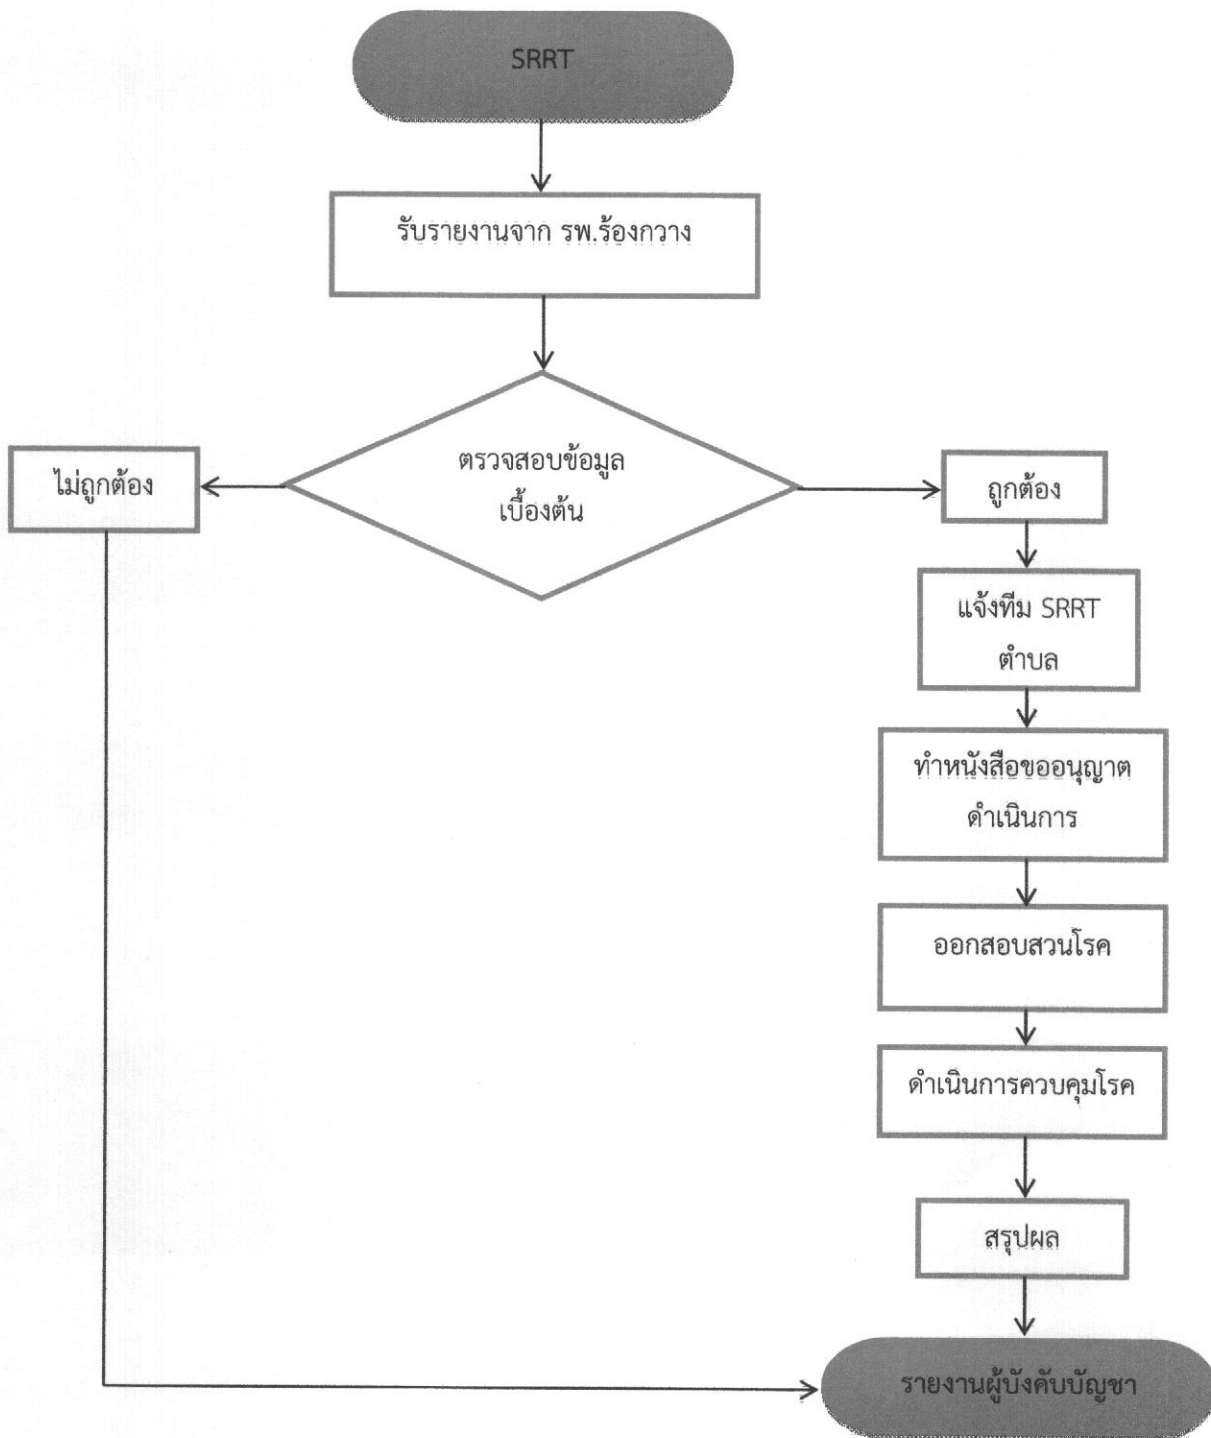 SRRT
รับรายงานจาก รพ.ร้องกวาง
ตรวจสอบข้อมูล
เบื้องต้น
ไม่ถูกต้อง
ถูกต้อง
แจ้งทีม SRRT
ตำบล
ทำหนังสือขออนุญาต
ดำเนินการ
ออกสอบสวนโรค
ดำเนินการควบคุมโรค
สรุปผล
รายงานผู้บังคับบัญชา